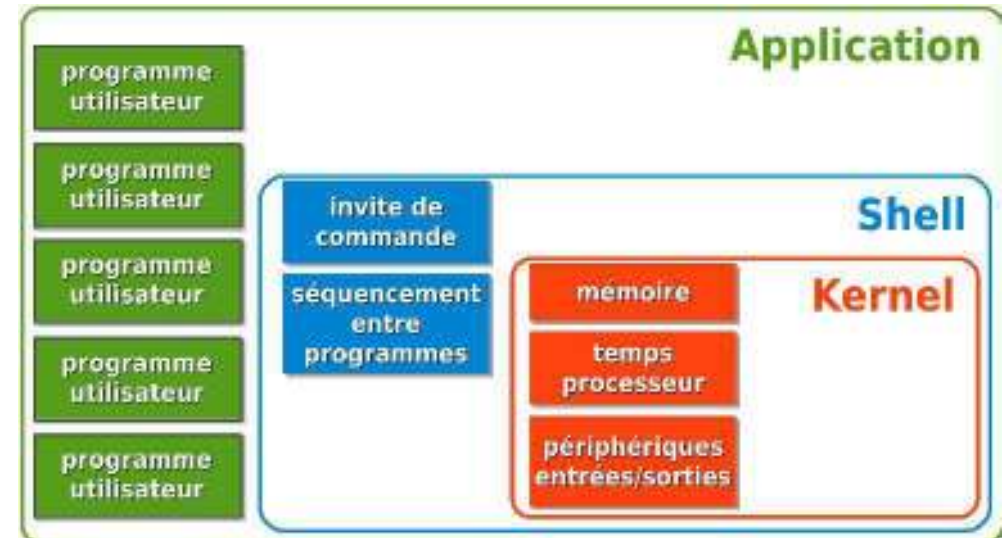 Application
programme
utilisateur
programme
utilisateur
programme
utilisateur
programme
utilisateur
programme
utilisateur
Shell
invite de
commande
séquencement
entre
programmes
Kernel
mémoire
temps
processeur
périphériques
entrées/sorties